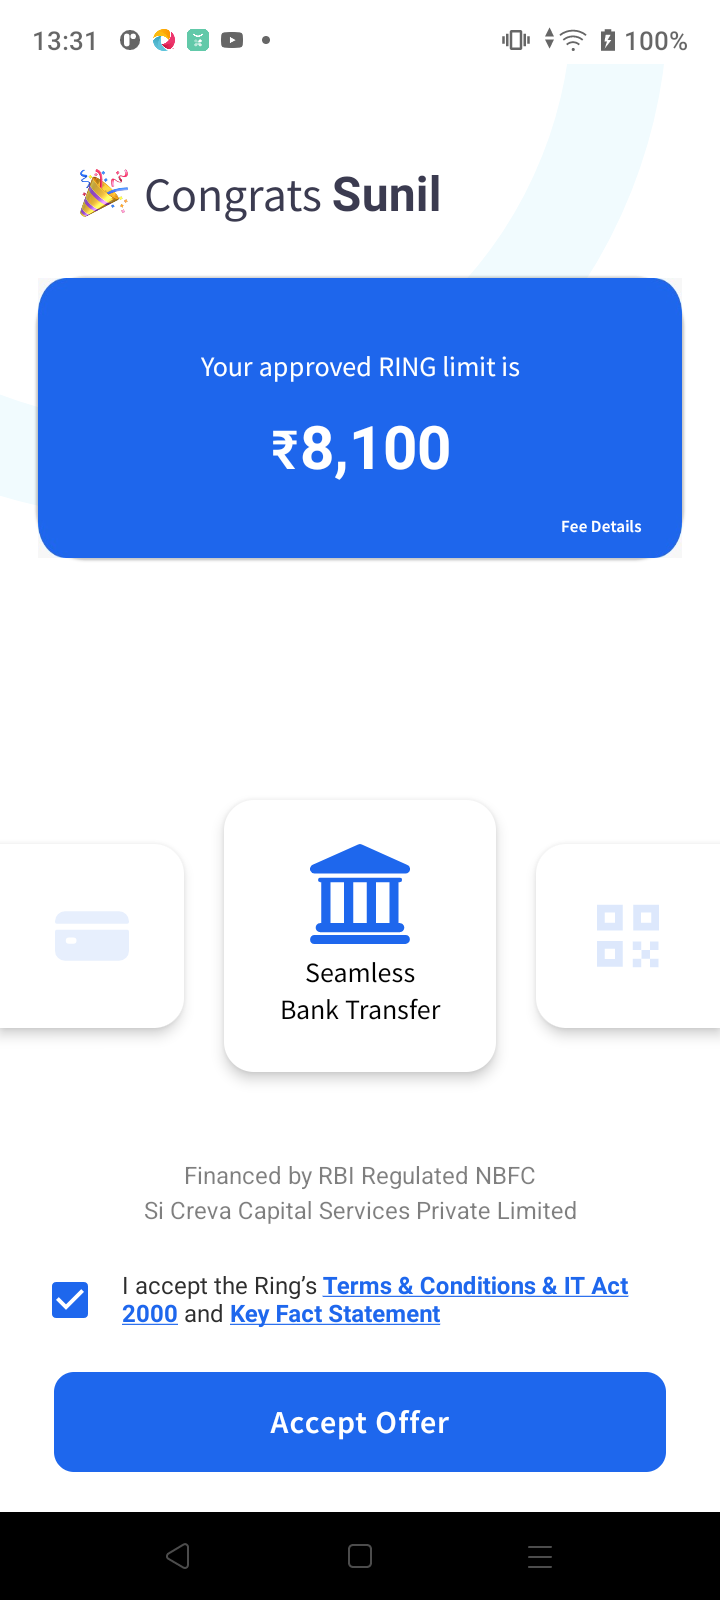 13:31
100%
Congrats Sunil
Your approved RING limit is
₹8,100
Fee Details
Seamless
Bank Transfer
Financed by RBI Regulated NBFC
Si Creva Capital Services Private Limited
I accept the Ring’s Terms & Conditions & IT Act
2000 and Key Fact Statement
Accept Offer